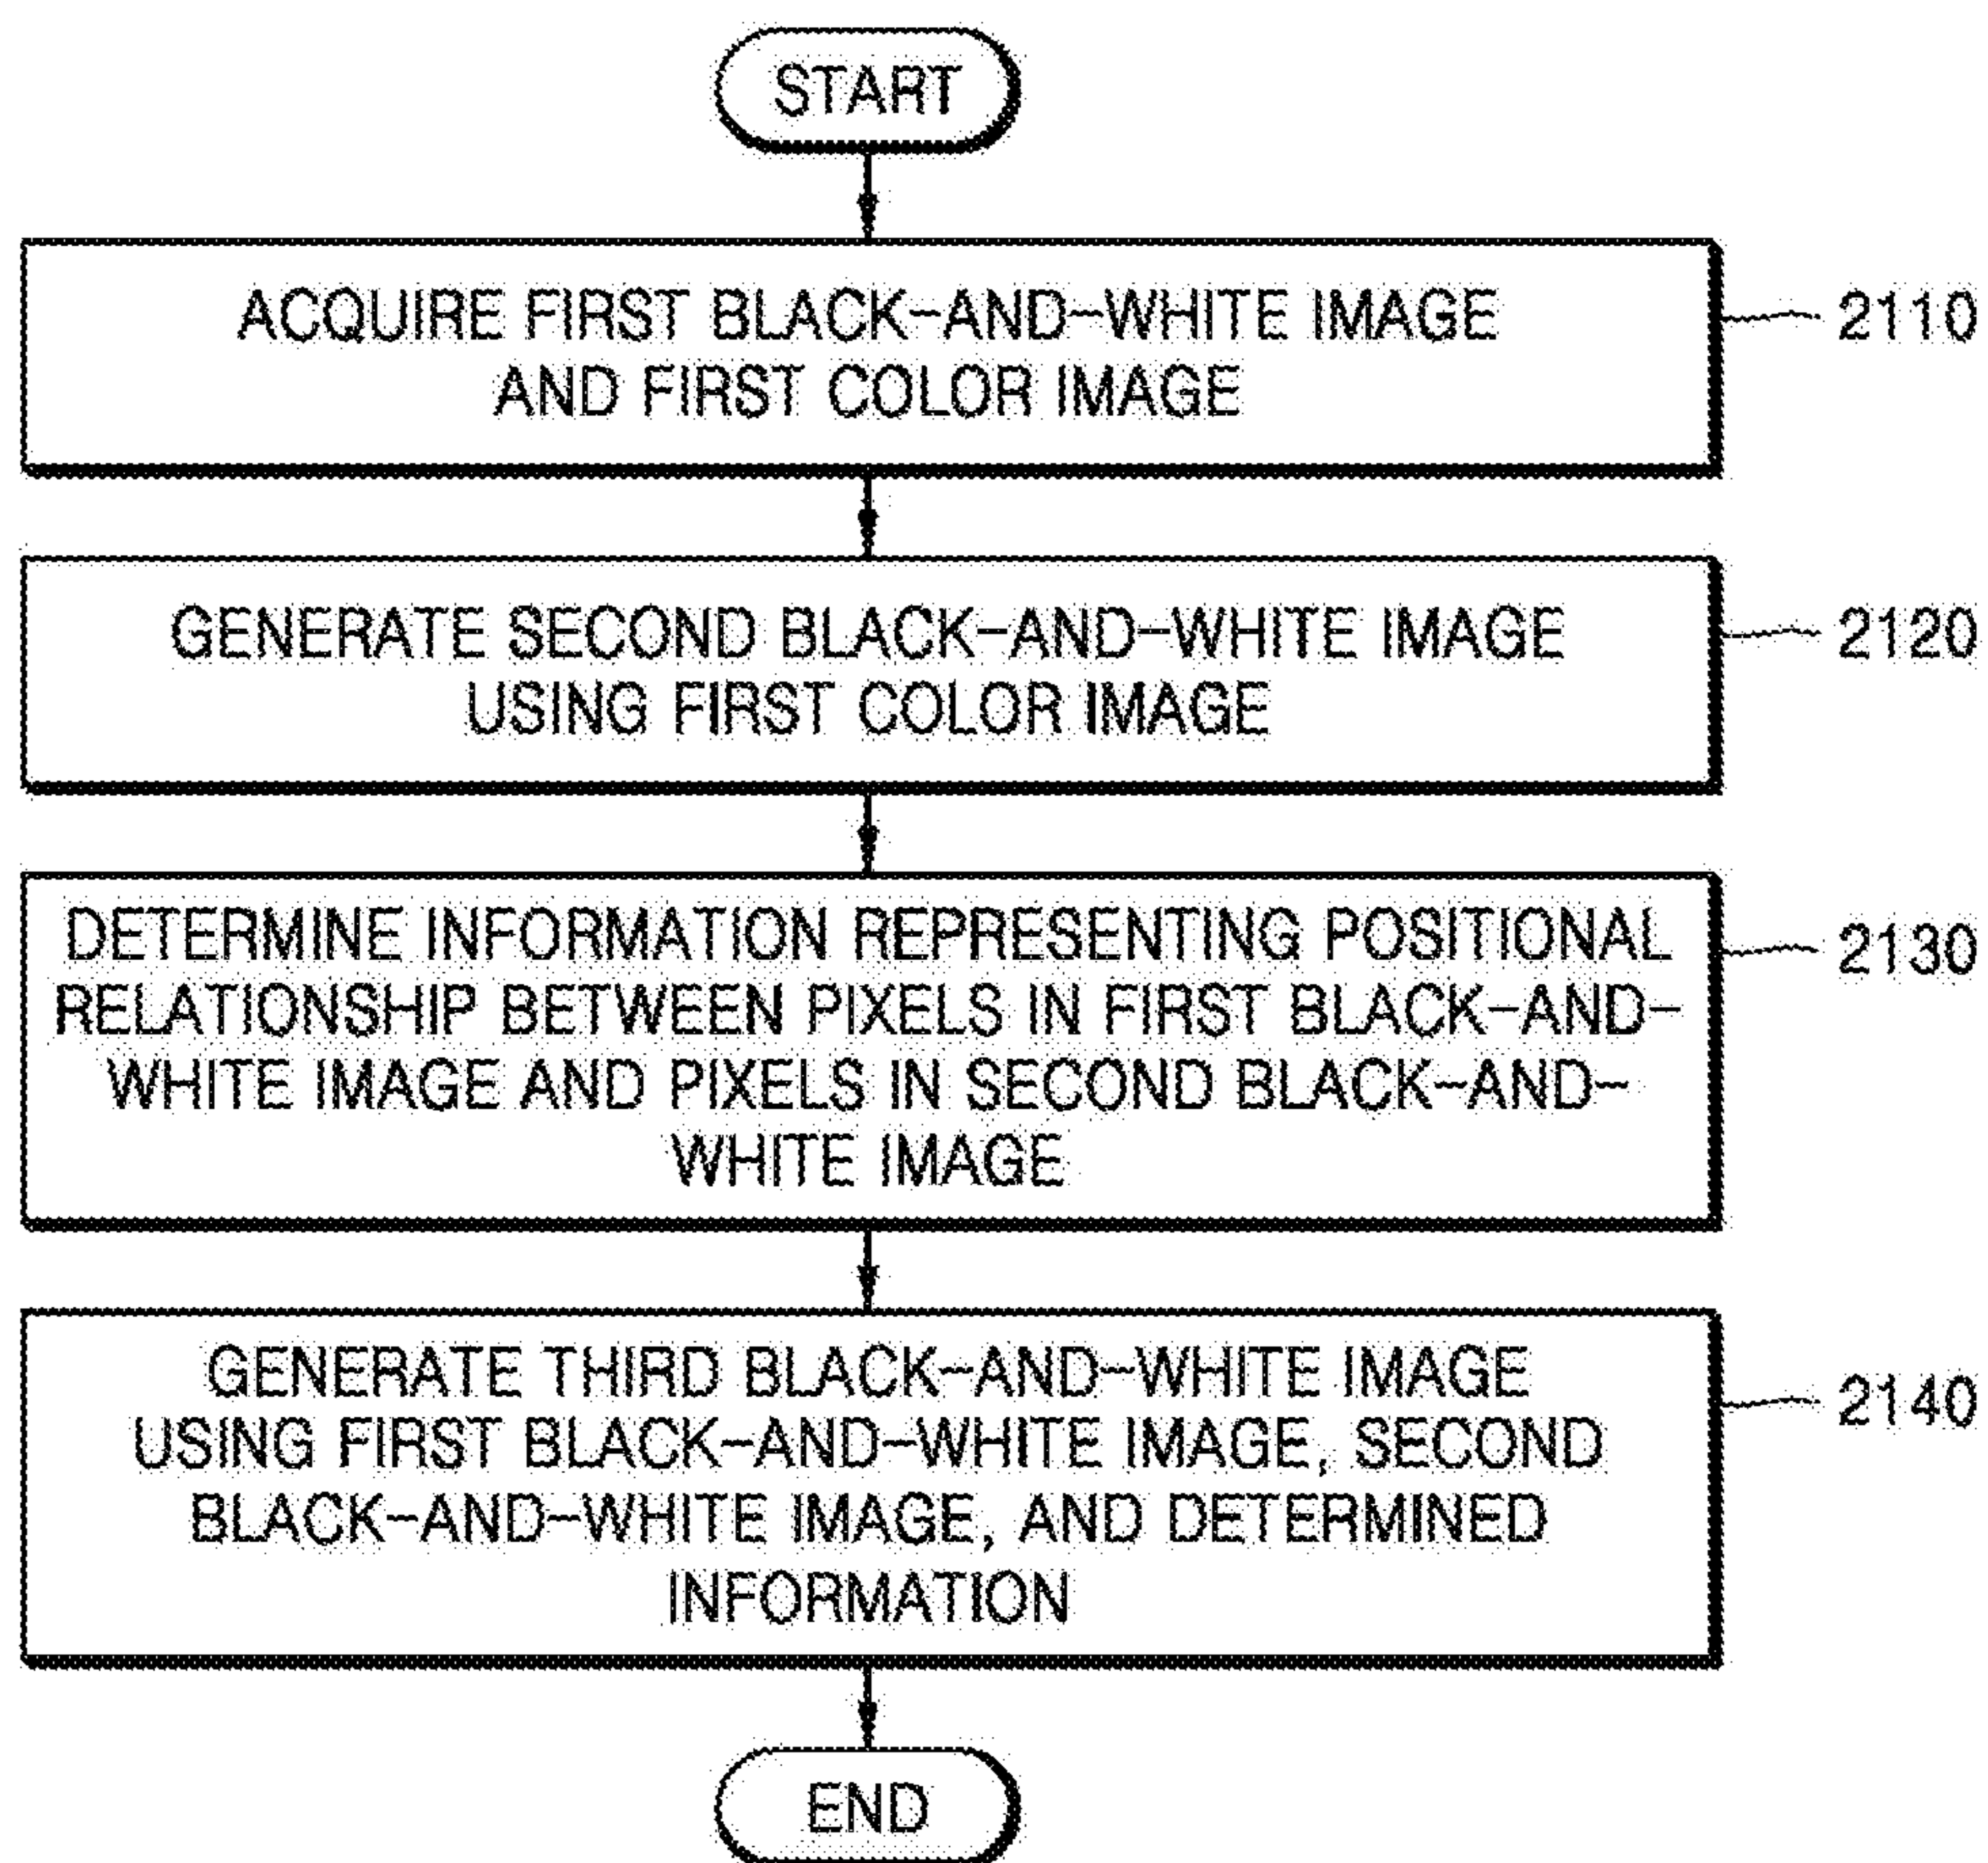 START
ACQUIRE FIRST BLACK-AND-WHITE IMAGE
AND FIRST COLOR IMAGE
2110
GENERATE SECOND BLACK-AND-WHITE IMAGE
USING FIRST COLOR IMAGE
2120
DETERMINE INFORMATION REPRESENTING POSITIONAL
RELATIONSHIP BETWEEN PIXELS IN FIRST BLACK-AND-
WHITE IMAGE AND PIXELS IN SECOND BLACK-AND-
WHITE IMAGE
2130
GENERATE THIRD BLACK-AND-WHITE IMAGE
USING FIRST BLACK-AND-WHITE IMAGE, SECOND
BLACK-AND-WHITE IMAGE, AND DETERMINED
INFORMATION
2140
END